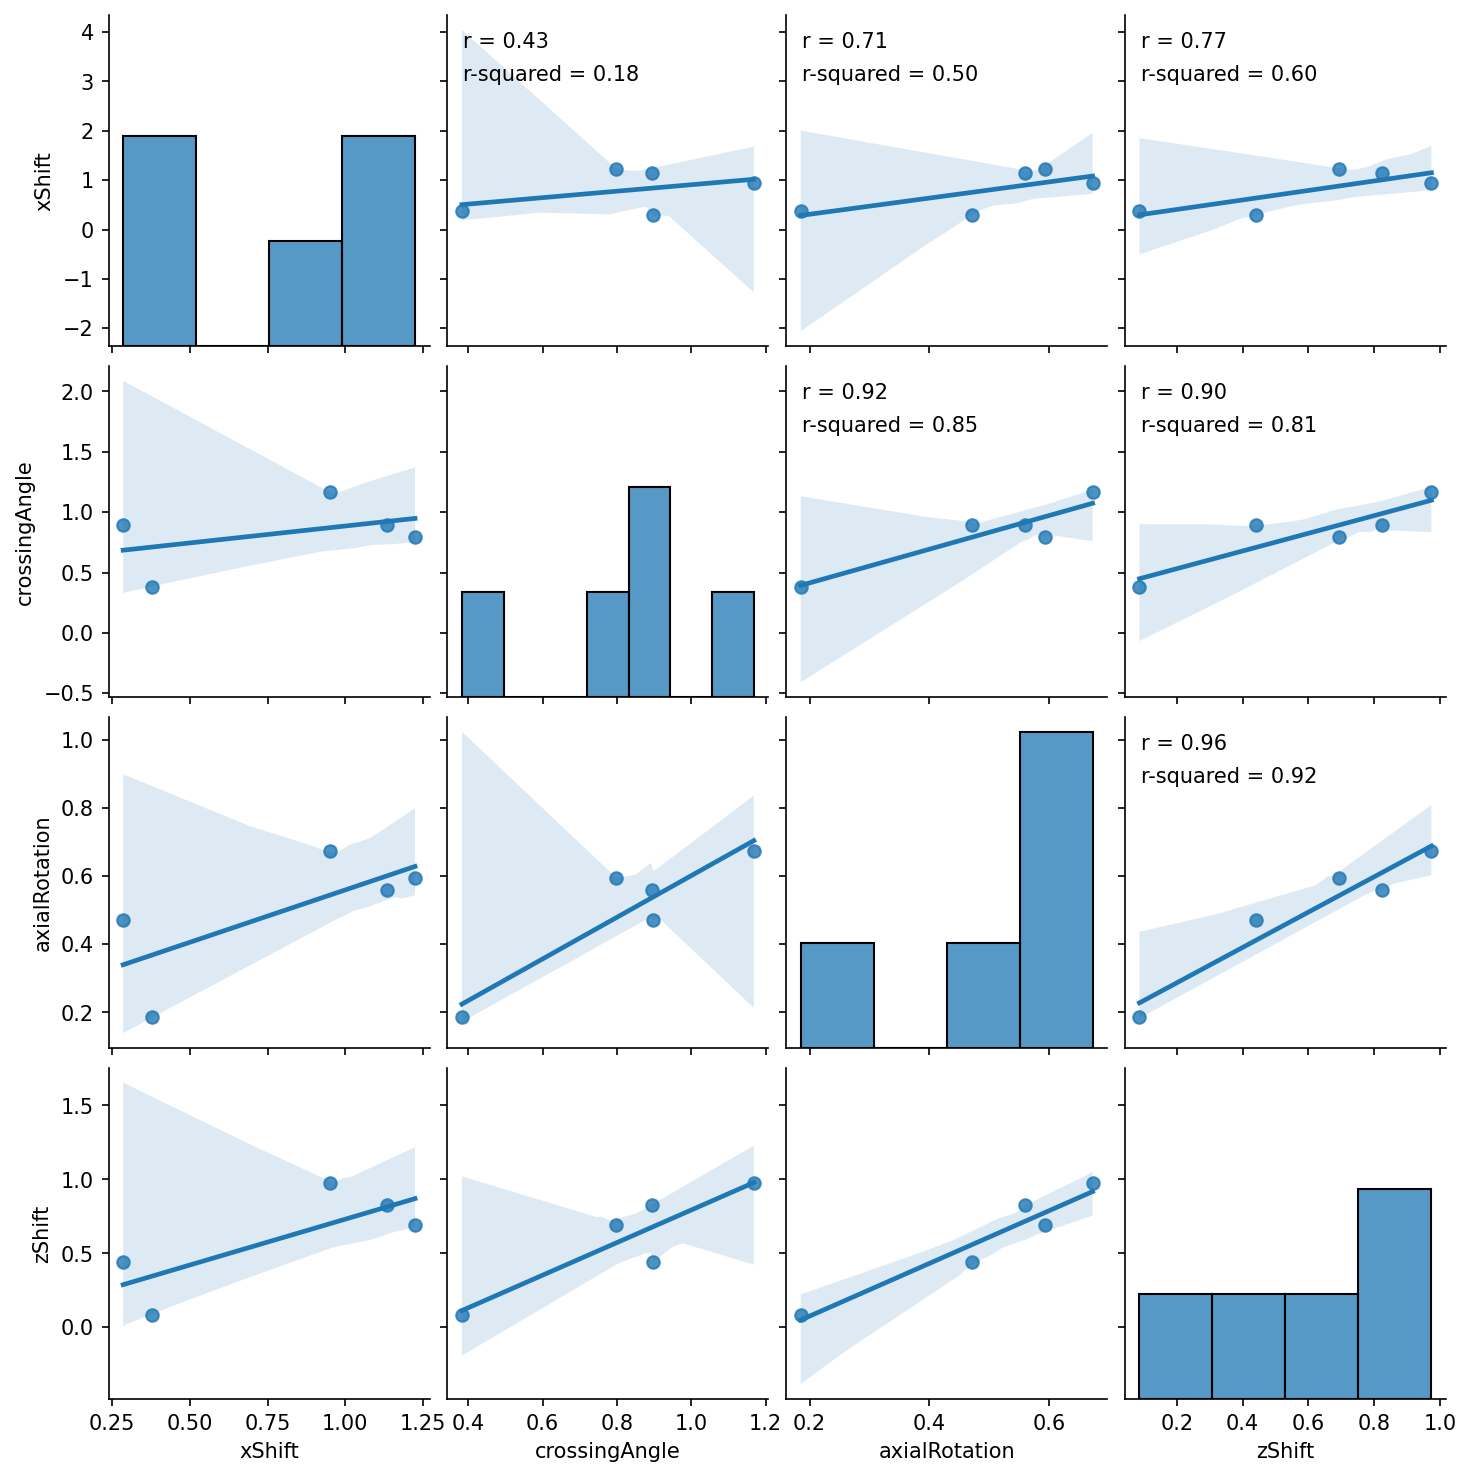 4
3
2
1
0
−1
−2
xShift
r = 0.43
r-squared = 0.18
r = 0.71
r-squared = 0.50
r = 0.77
r-squared = 0.60
2.0
1.5
1.0
0.5
0.0
−0.5
crossingAngle
r = 0.92
r-squared = 0.85
r = 0.90
r-squared = 0.81
1.0
0.8
0.6
0.4
0.2
axialRotation
r = 0.96
r-squared = 0.92
1.5
1.0
0.5
0.0
zShift
0.25 0.50 0.75 1.00 1.25
xShift
0.4 0.6 0.8 1.0 1.2
crossingAngle
0.2 0.4 0.6
axialRotation
0.2 0.4 0.6 0.8 1.0
zShift